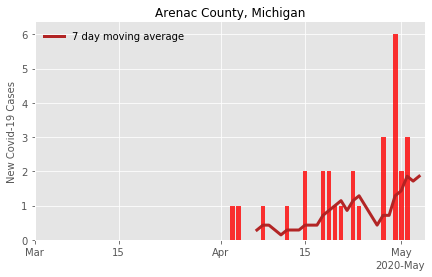 Arenac County, Michigan
7 day moving average
New Covid-19 Cases
6
5
4
3
2
1
0
Mar 15 Apr 15 May
2020-May